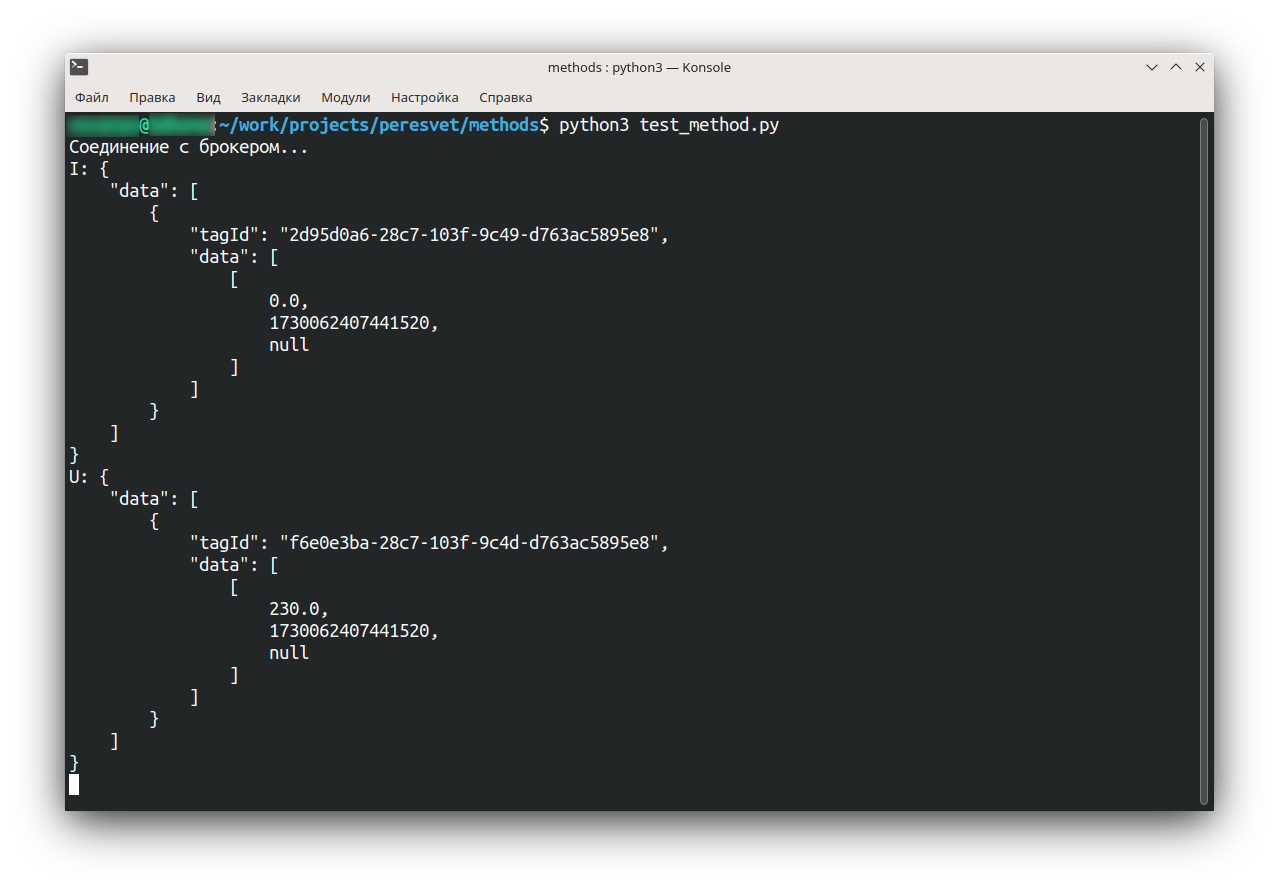 methods : python3 — Konsole
Файл Правка Вид Закладки Модули Настройка Справка
@:~/work/projects/peresvet/methods$ python3 test_method.py
Соединение с брокером...
I: {
    "data": [
        {
            "tagId": "2d95d0a6-28c7-103f-9c49-d763ac5895e8",
            "data": [
                [
                    0.0,
                    1730062407441520,
                    null
                ]
            ]
        }
    ]
}
U: {
    "data": [
        {
            "tagId": "f6e0e3ba-28c7-103f-9c4d-d763ac5895e8",
            "data": [
                [
                    230.0,
                    1730062407441520,
                    null
                ]
            ]
        }
    ]
}